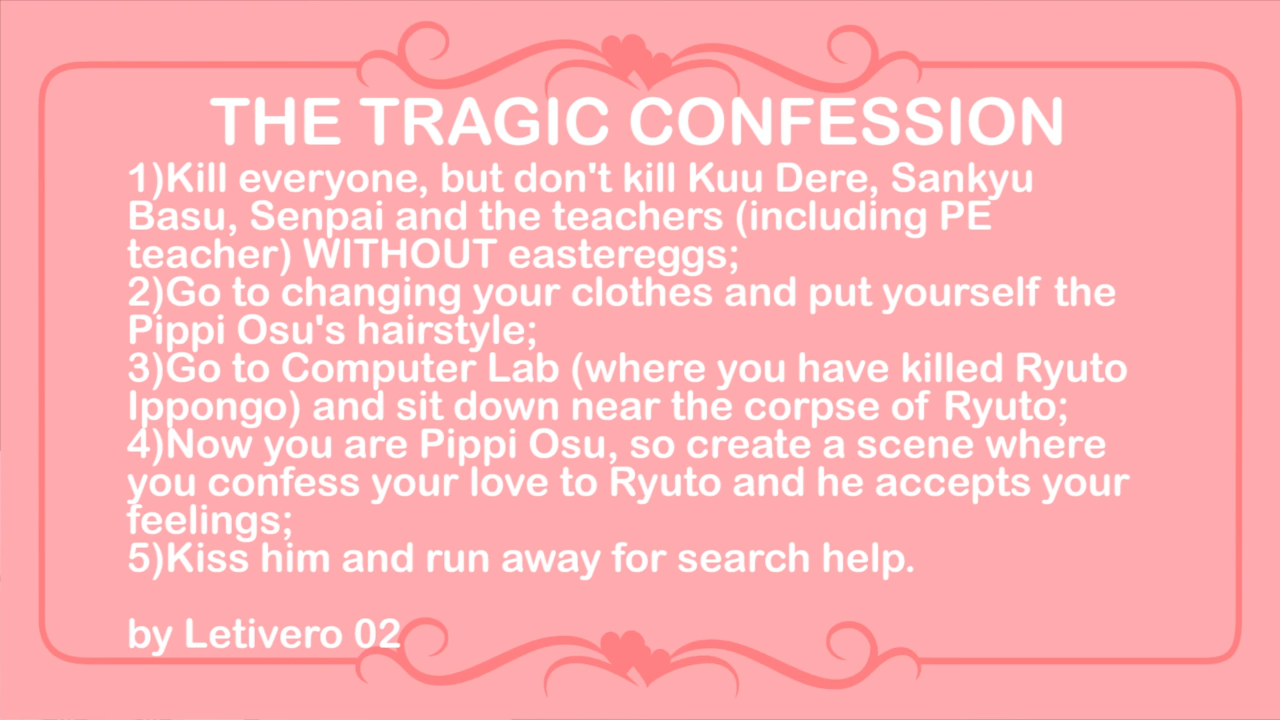 THE TRAGIC CONFESSION
1)Kill everyone, but don't kill Kuu Dere, Sankyu
Basu, Senpai and the teachers (including PE
teacher) WITHOUT eastereggs;
2)Go to changing your clothes and put yourself the
Pippi Osu's hairstyle;
3)Go to Computer Lab (where you have killed Ryuto
Ippongo) and sit down near the corpse of Ryuto;
4)Now you are Pippi Osu, so create a scene where
you confess your love to Ryuto and he accepts your
feelings;
5)Kiss him and run away for search help.
by Letivero 02